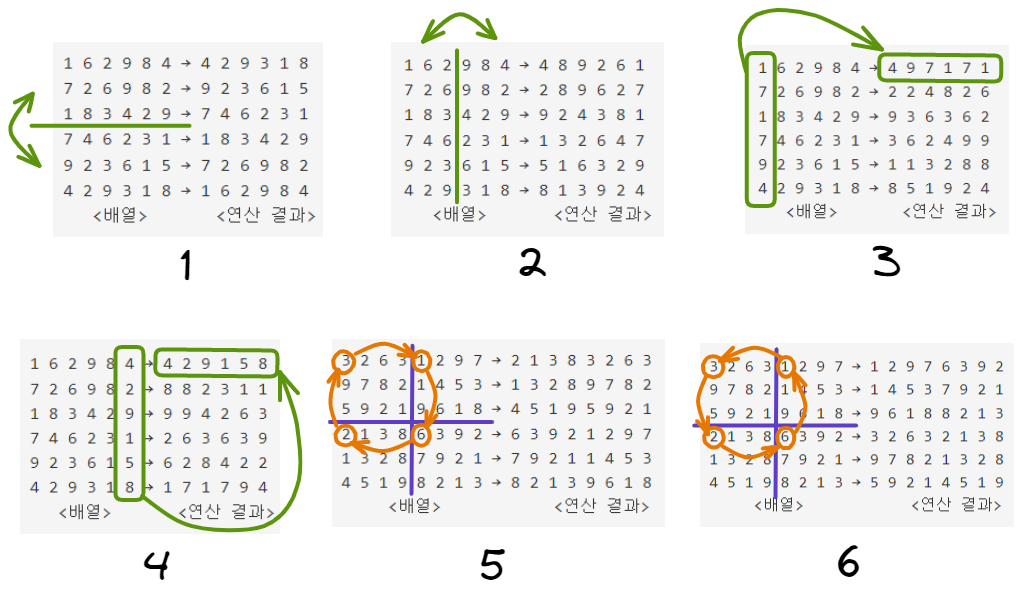 1 6 2 9 8 4 → 4 2 9 3 1 8
7 2 6 9 8 2 → 9 2 3 6 1 5
1 8 3 4 2 9 → 7 4 6 2 3 1
7 4 6 2 3 1 → 1 8 3 4 2 9
9 2 3 6 1 5 → 7 2 6 9 8 2
4 2 9 3 1 8 → 1 6 2 9 8 4
<배열> <연산 결과>
1
1 6 2 9 8 4 → 4 8 9 2 6 1
7 2 6 9 8 2 → 2 8 9 6 2 7
1 8 3 4 2 9 → 9 2 4 3 8 1
7 4 6 2 3 1 → 1 3 2 6 4 7
9 2 3 6 1 5 → 5 1 6 3 2 9
4 2 9 3 1 8 → 8 1 3 9 2 4
<배열> <연산 결과>
2
1 6 2 9 8 4 → 4 9 7 1 7 1
7 2 6 9 8 2 → 2 2 4 8 2 6
1 8 3 4 2 9 → 9 3 6 3 6 2
7 4 6 2 3 1 → 3 6 2 4 9 9
9 2 3 6 1 5 → 1 1 3 2 8 8
4 2 9 3 1 8 → 8 5 1 9 2 4
<배열> <연산 결과>
3
1 6 2 9 8 4 → 4 2 9 1 5 8
7 2 6 9 8 2 → 8 8 2 3 1 1
1 8 3 4 2 9 → 9 9 4 2 6 3
7 4 6 2 3 1 → 2 6 3 6 3 9
9 2 3 6 1 5 → 6 2 8 4 2 2
4 2 9 3 1 8 → 1 7 1 7 9 4
<배열> <연산 결과>
4
3 2 6 3 1 2 9 7 → 2 1 3 8 3 2 6 3
9 7 8 2 1 4 5 3 → 1 3 2 8 9 7 8 2
5 9 2 1 9 6 1 8 → 4 5 1 9 5 9 2 1
2 1 3 8 6 3 9 2 → 6 3 9 2 1 2 9 7
1 3 2 8 7 9 2 1 → 7 9 2 1 1 4 5 3
4 5 1 9 8 2 1 3 → 8 2 1 3 9 6 1 8
<배열> <연산 결과>
5
3 2 6 3 1 2 9 7 → 1 2 9 7 6 3 9 2
9 7 8 2 1 4 5 3 → 1 4 5 3 7 9 2 1
5 9 2 1 9 6 1 8 → 9 6 1 8 8 2 1 3
2 1 3 8 6 3 9 2 → 3 2 6 3 2 1 3 8
1 3 2 8 7 9 2 1 → 9 7 8 2 1 3 2 8
4 5 1 9 8 2 1 3 → 5 9 2 1 4 5 1 9
<배열> <연산 결과>
6